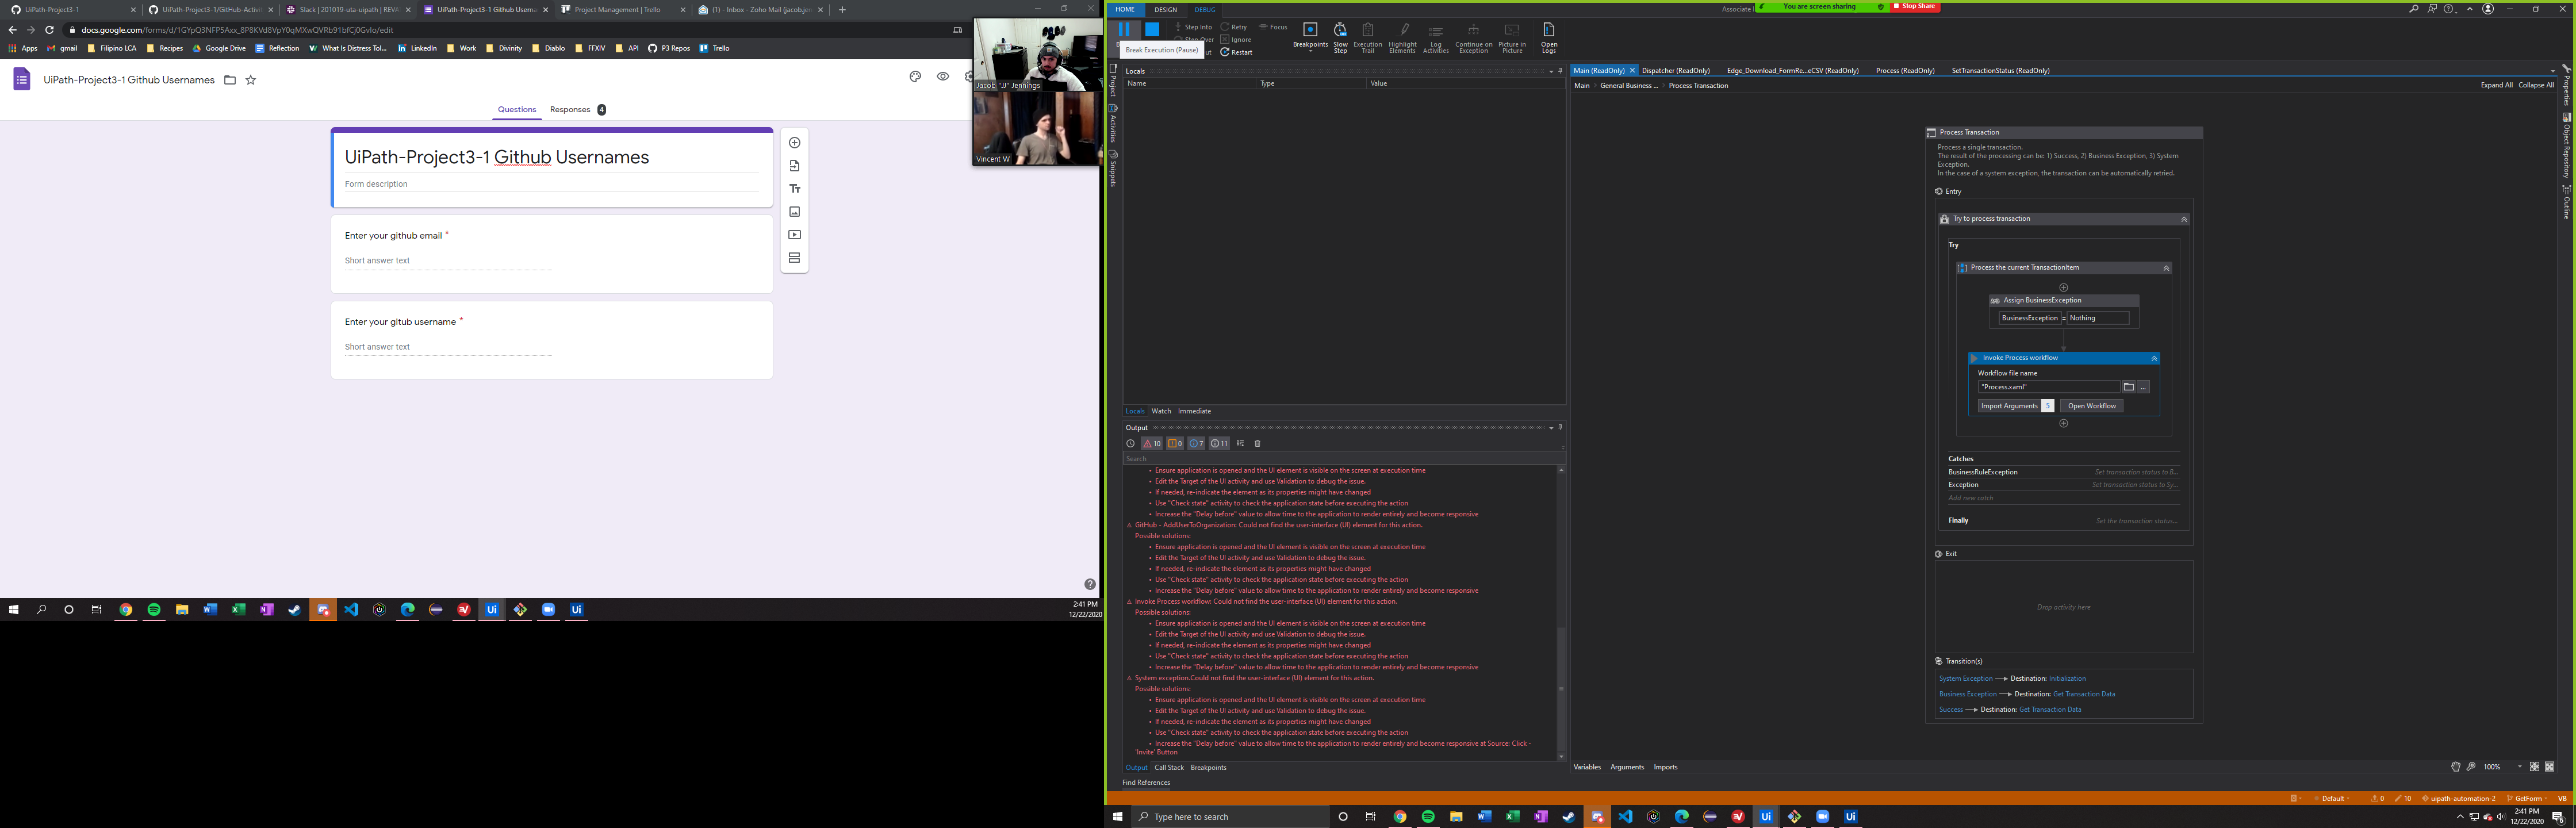 UiPath-Project3-1
UiPath-Project3-1/GitHub-Activi
Slack | 201019-uta-uipath | REVA
UiPath-Project3-1 Github Userna
Project Management | Trello
(1) - Inbox - Zoho Mail (jacob.jen
docs.google.com/forms/d/1GYpQ3NFP5Axx_8P8KVd8VpY0qMXwQVRb91bfCj0GvIo/edit
Apps
gmail
Filipino LCA
Recipes
Google Drive
Reflection
What Is Distress Tol...
LinkedIn
Work
Divinity
Diablo
FFXIV
API
P3 Repos
Trello
UiPath-Project3-1 Github Usernames
Questions
Responses
4
UiPath-Project3-1 Github Usernames
Form description
Enter your github email *
Short answer text
Enter your gitub username *
Short answer text
Jacob "JJ" Jennings
Vincent W
2:41 PM
12/22/2020
HOME
DESIGN
DEBUG
You are screen sharing
Stop Share
Step Into
Step Over
Retry
Ignore
Restart
Focus
Breakpoints
Slow Step
Execution Trail
Highlight Elements
Log Activities
Continue on Exception
Picture in Picture
Open Logs
Break Execution (Pause)
Project
Activities
Snippets
Locals
Name
Type
Value
Locals
Watch
Immediate
Output
10
0
7
11
Search
• Ensure application is opened and the UI element is visible on the screen at execution time
• Edit the Target of the UI activity and use Validation to debug the issue.
• If needed, re-indicate the element as its properties might have changed
• Use "Check state" activity to check the application state before executing the action
• Increase the "Delay before" value to allow time to the application to render entirely and become responsive
GitHub - AddUserToOrganization: Could not find the user-interface (UI) element for this action.
Possible solutions:
• Ensure application is opened and the UI element is visible on the screen at execution time
• Edit the Target of the UI activity and use Validation to debug the issue.
• If needed, re-indicate the element as its properties might have changed
• Use "Check state" activity to check the application state before executing the action
• Increase the "Delay before" value to allow time to the application to render entirely and become responsive
Invoke Process workflow: Could not find the user-interface (UI) element for this action.
Possible solutions:
• Ensure application is opened and the UI element is visible on the screen at execution time
• Edit the Target of the UI activity and use Validation to debug the issue.
• If needed, re-indicate the element as its properties might have changed
• Use "Check state" activity to check the application state before executing the action
• Increase the "Delay before" value to allow time to the application to render entirely and become responsive
System exception.Could not find the user-interface (UI) element for this action.
Possible solutions:
• Ensure application is opened and the UI element is visible on the screen at execution time
• Edit the Target of the UI activity and use Validation to debug the issue.
• If needed, re-indicate the element as its properties might have changed
• Use "Check state" activity to check the application state before executing the action
• Increase the "Delay before" value to allow time to the application to render entirely and become responsive at Source: Click -
'Invite' Button
Output
Call Stack
Breakpoints
Find References
Main (ReadOnly)
Dispatcher (ReadOnly)
Edge_Download_FormRe...eCSV (ReadOnly)
Process (ReadOnly)
SetTransactionStatus (ReadOnly)
Main
General Business ...
Process Transaction
Expand All
Collapse All
Process Transaction
Process a single transaction.
The result of the processing can be: 1) Success, 2) Business Exception, 3) System
Exception.
In the case of a system exception, the transaction can be automatically retried.
Entry
Try to process transaction
Try
Process the current TransactionItem
Assign BusinessException
BusinessException = Nothing
Invoke Process workflow
Workflow file name
"Process.xaml"
...
Import Arguments 5
Open Workflow
Catches
BusinessRuleException
Set transaction status to B...
Exception
Set transaction status to Sy...
Add new catch
Finally
Set the transaction status...
Exit
Drop activity here
Transition(s)
System Exception Destination: Initialization
Business Exception Destination: Get Transaction Data
Success Destination: Get Transaction Data
Variables
Arguments
Imports
100%
Properties
Object Repository
Outline
Default
0
10
uipath-automation-2
GetForm
VB
Type here to search
2:41 PM
12/22/2020